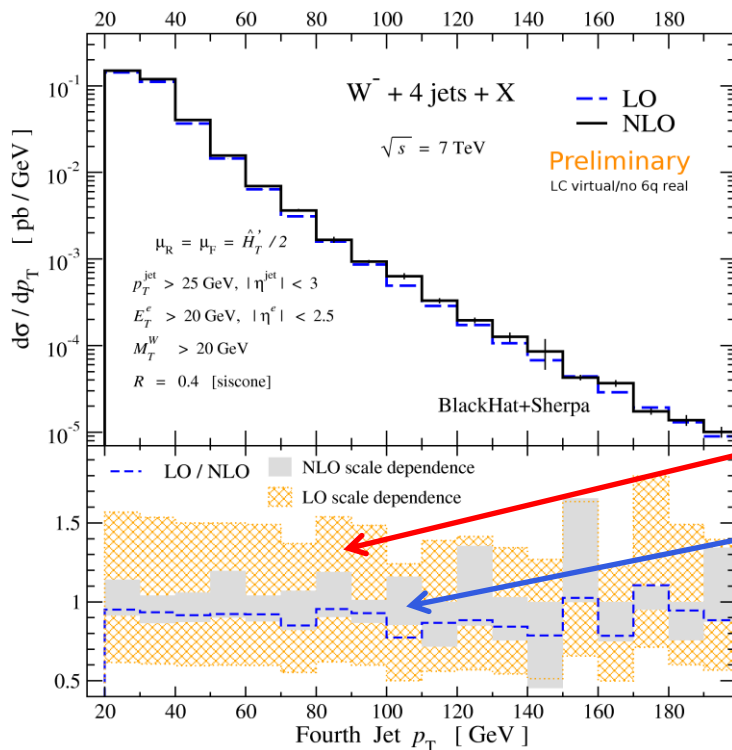 20 40 60 80 100 120 140 160 180
W⁻ + 4 jets + X
√s = 7 TeV
LO
NLO
Preliminary
LC virtual/no 6q real
dσ / dp_T [ pb / GeV ]
10⁻¹
10⁻²
10⁻³
10⁻⁴
10⁻⁵
μ_R = μ_F = Ĥ_T' / 2
p_T^jet > 25 GeV, | η^jet | < 3
E_T^e > 20 GeV, | η^e | < 2.5
M_T^W > 20 GeV
R = 0.4 [siscone]
BlackHat+Sherpa
LO / NLO
NLO scale dependence
LO scale dependence
1.5
1
0.5
20 40 60 80 100 120 140 160 180
Fourth Jet p_T [ GeV ]